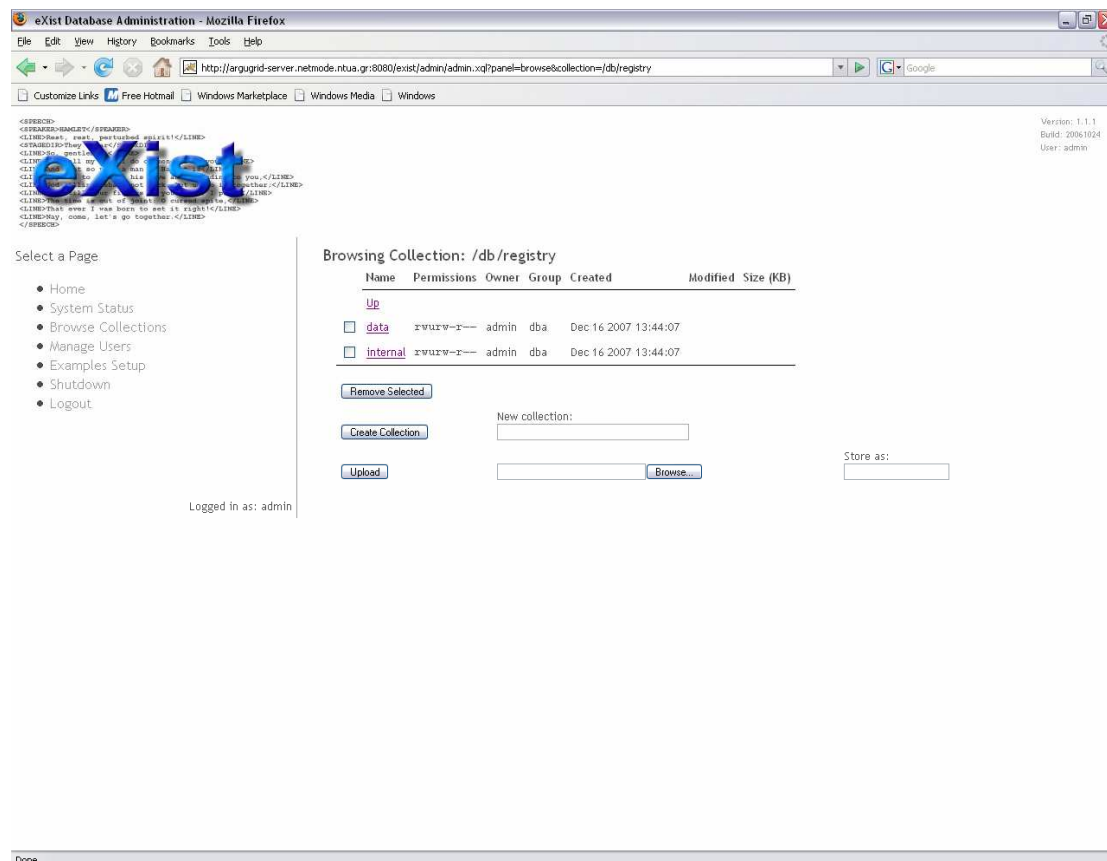 eXist Database Administration - Mozilla Firefox
File Edit View History Bookmarks Tools Help
http://argugrid-server.netmode.ntua.gr:8080/exist/admin/admin.xql?panel=browse&collection=/db/registry
G Google
Customize Links Free Hotmail Windows Marketplace Windows Media Windows
<SPEECH>
<SPEAKER>HAMLET</SPEAKER>
<LINE>Rest, rest, perturbed spirit!</LINE>
<LINE>That ever I was born to set it right!</LINE>
<LINE>Nay, come, let's go together.</LINE>
</SPEECH>
eXist
Version: 1.1.1
Build: 20061024
User: admin
Select a Page
Home
System Status
Browse Collections
Manage Users
Examples Setup
Shutdown
Logout
Logged in as: admin
Browsing Collection: /db/registry
Name Permissions Owner Group Created Modified Size (KB)
Up
data rwurw-r-- admin dba Dec 16 2007 13:44:07
internal rwurw-r-- admin dba Dec 16 2007 13:44:07
Remove Selected
New collection:
Create Collection
Store as:
Upload Browse...
Done